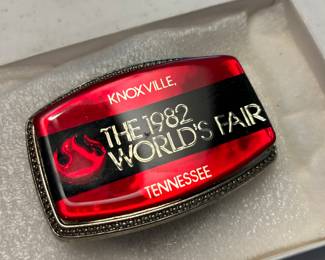 KNOXVILLE,
THE 1982
WORLD'S FAIR
TENNESSEE